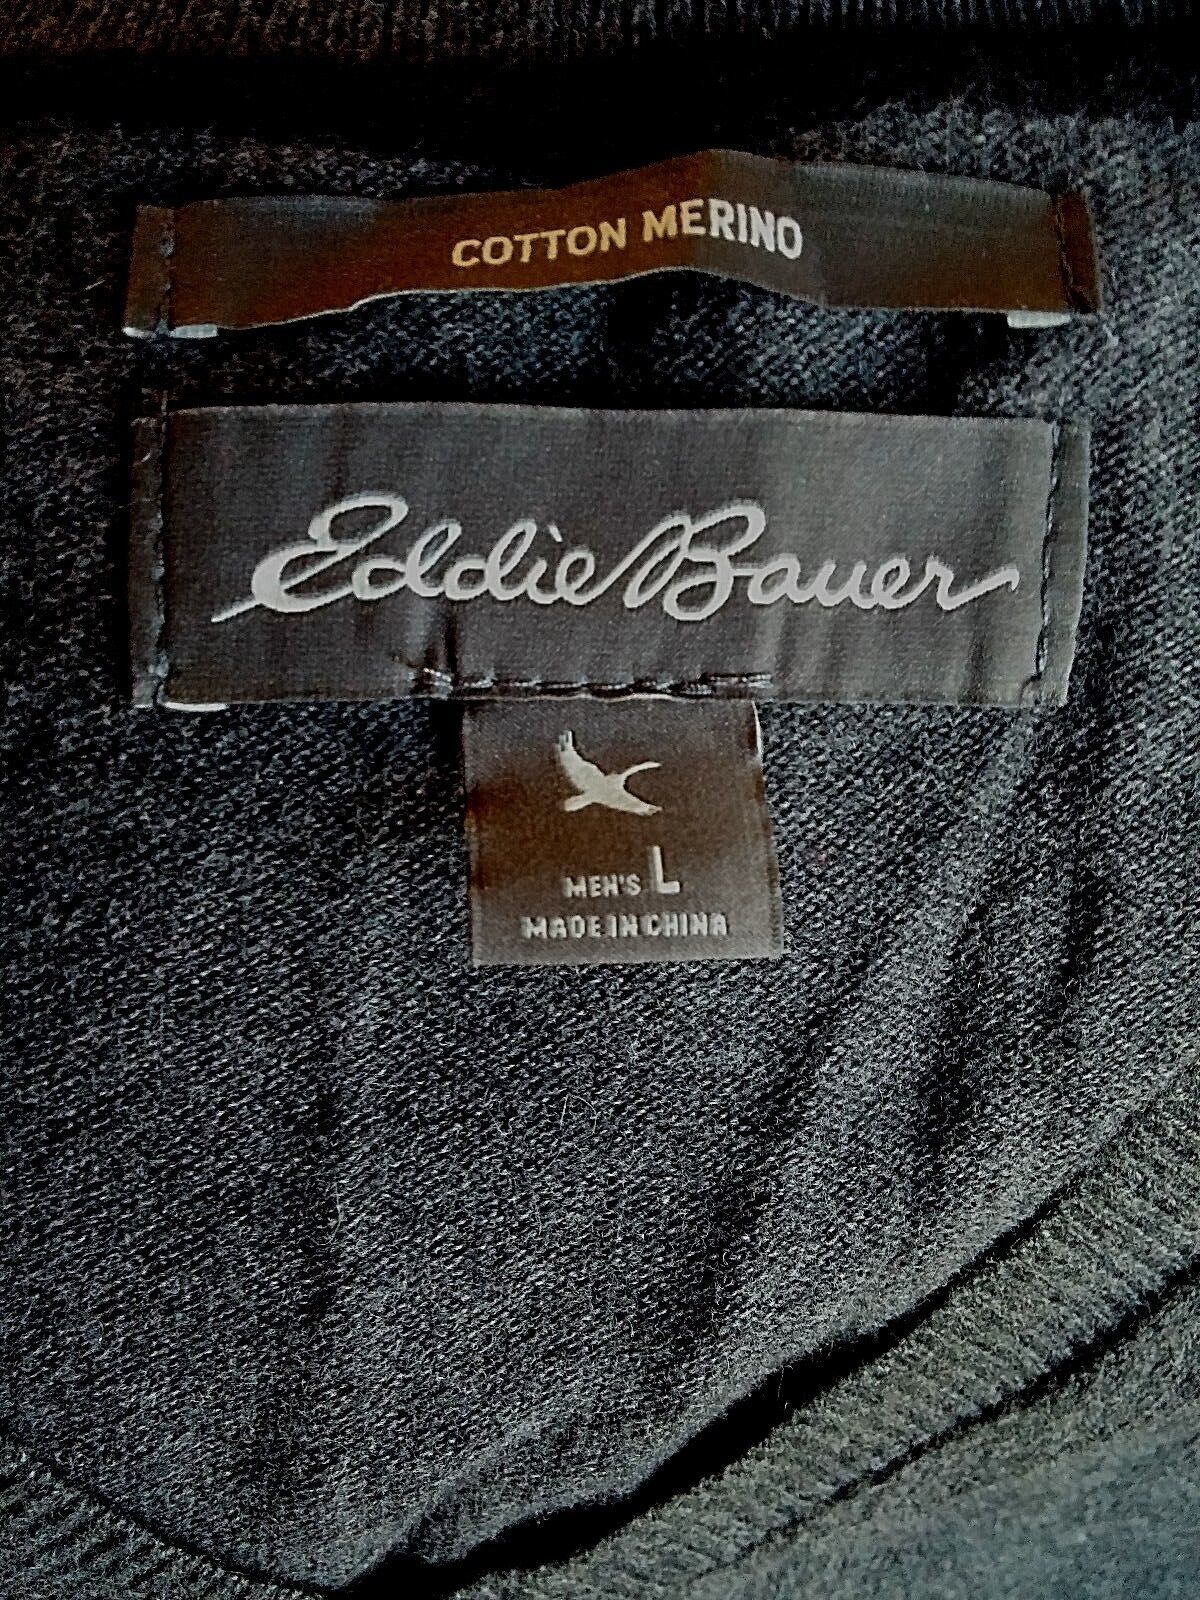 COTTON MERINO
Eddie Bauer
MEN'S L
MADE IN CHINA